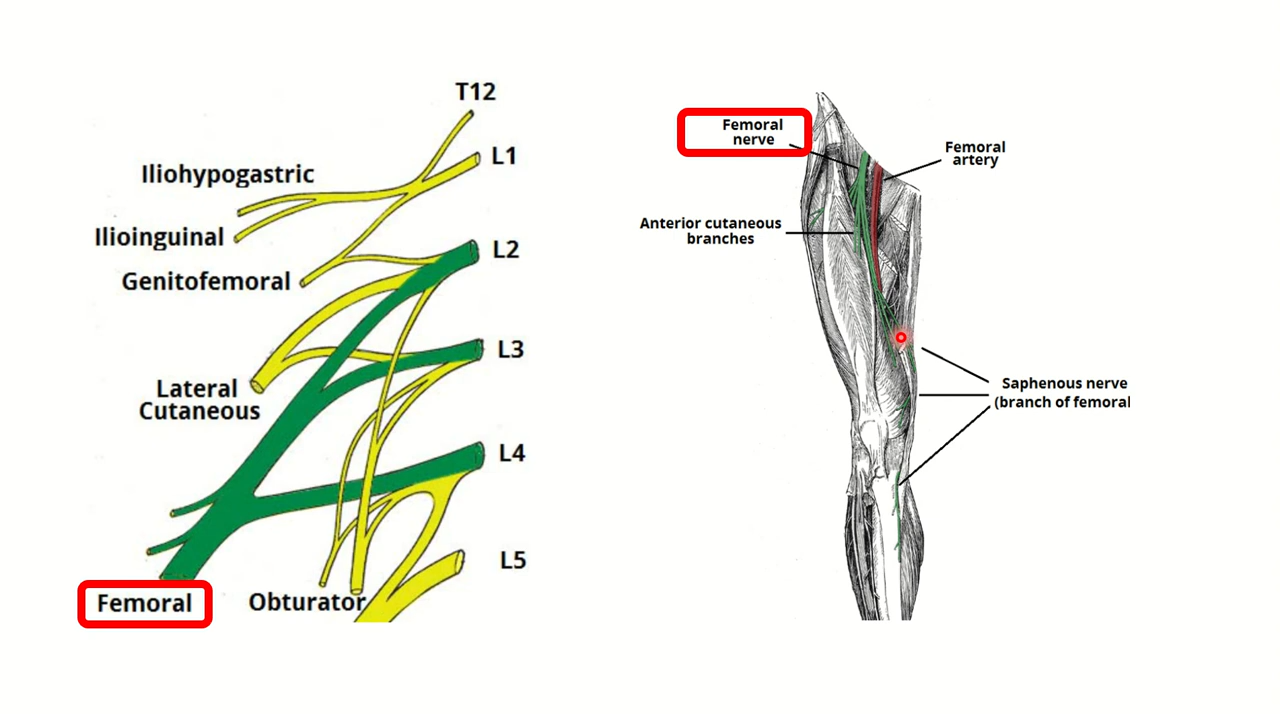 T12
L1
Iliohypogastric
Ilioinguinal
L2
Genitofemoral
L3
Lateral
Cutaneous
L4
L5
Femoral
Obturator
Femoral
nerve
Femoral
artery
Anterior cutaneous
branches
Saphenous nerve
(branch of femoral